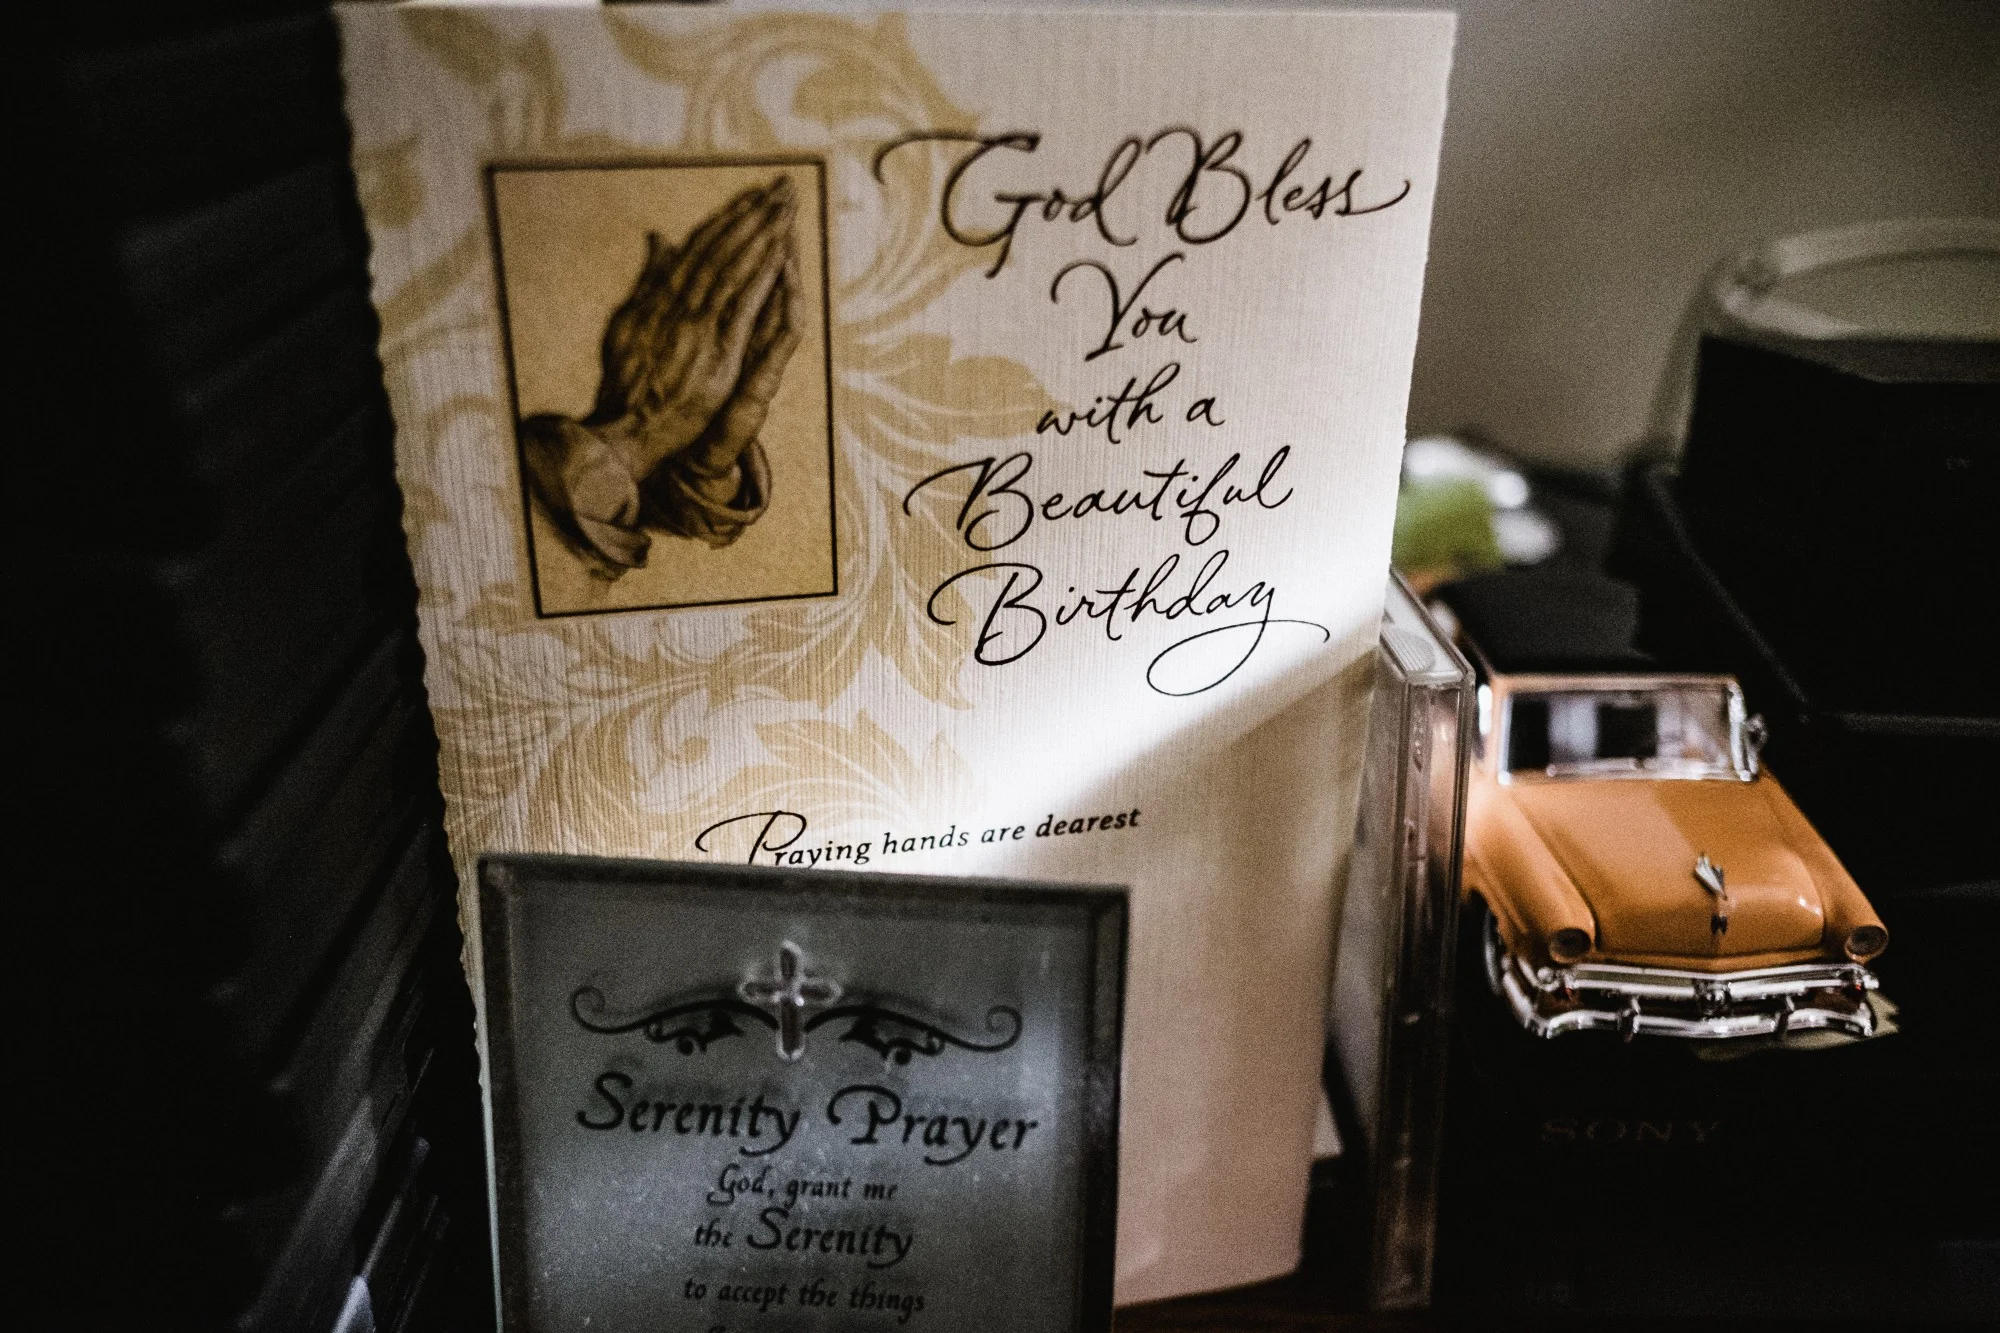 God Bless
You
with a
Beautiful
Birthday
Praying hands are dearest
Serenity Prayer
God, grant me
the Serenity
to accept the things
SONY